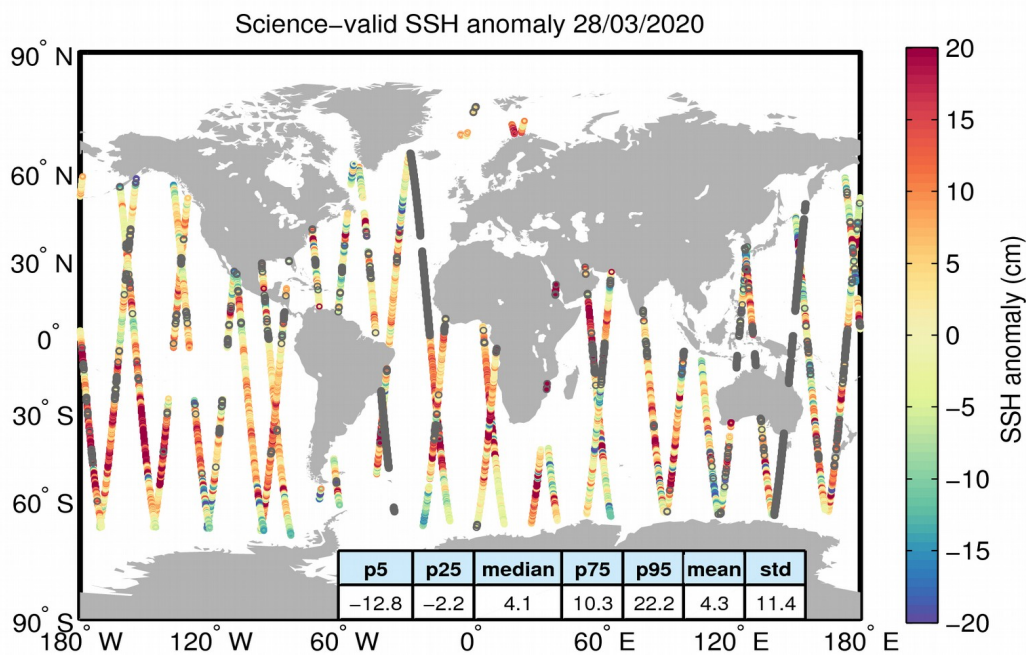 Science−valid SSH anomaly 28/03/2020
90° N
60° N
30° N
0°
30° S
60° S
90° S
180° W
120° W
60° W
0°
60° E
120° E
180° E
p5 p25 median p75 p95 mean std
−12.8 −2.2 4.1 10.3 22.2 4.3 11.4
20
15
10
5
0
−5
−10
−15
−20
SSH anomaly (cm)